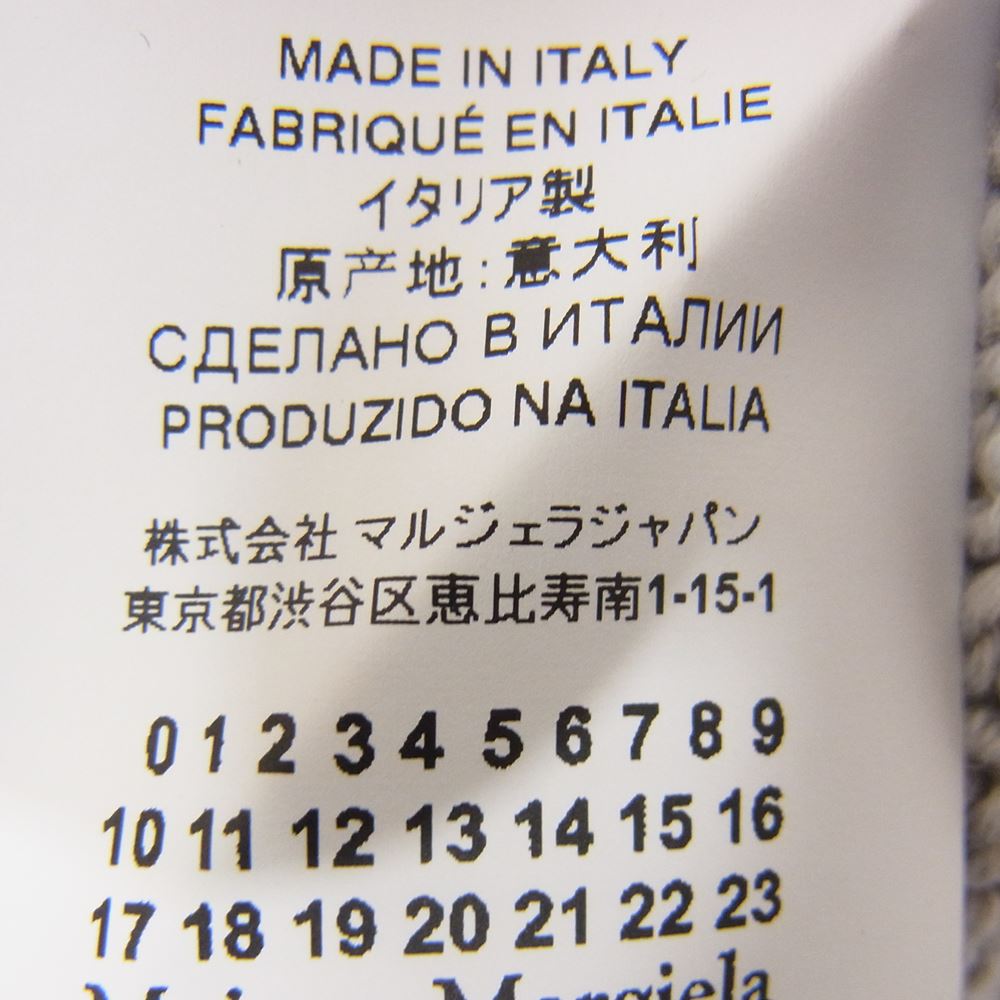 MADE IN ITALY
FABRIQUÉ EN ITALIE
イタリア製
原产地:意大利
СДЕЛАНО В ИТАЛИИ
PRODUZIDO NA ITALIA
株式会社 マルジェラジャパン
東京都渋谷区恵比寿南1-15-1
0 1 2 3 4 5 6 7 8 9
10 11 12 13 14 15 16
17 18 19 20 21 22 23
Margiela